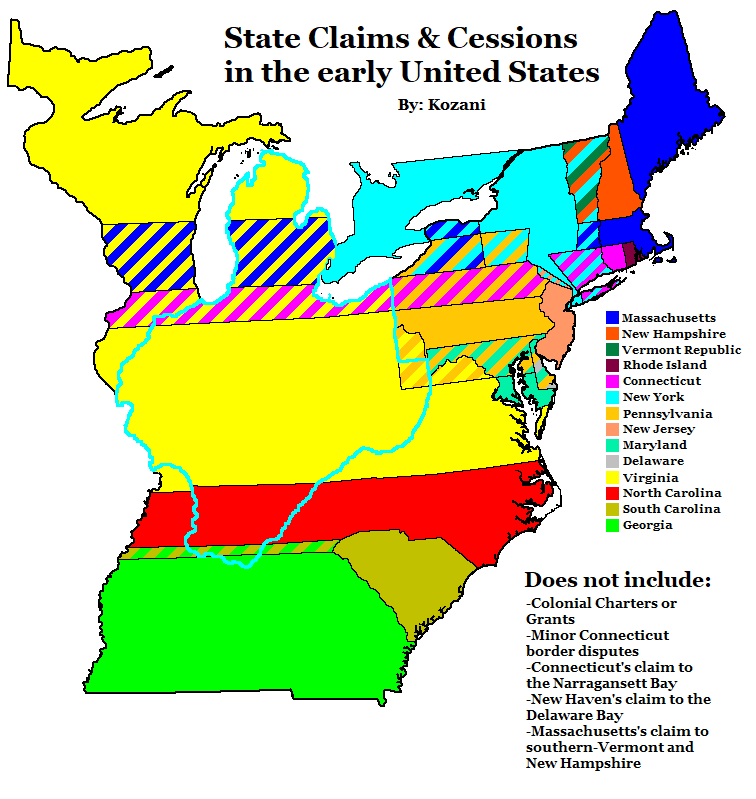 State Claims & Cessions
in the early United States
By: Kozani
Massachusetts
New Hampshire
Vermont Republic
Rhode Island
Connecticut
New York
Pennsylvania
New Jersey
Maryland
Delaware
Virginia
North Carolina
South Carolina
Georgia
Does not include:
-Colonial Charters or
Grants
-Minor Connecticut
border disputes
-Connecticut's claim to
the Narragansett Bay
-New Haven's claim to the
Delaware Bay
-Massachusetts's claim to
southern-Vermont and
New Hampshire